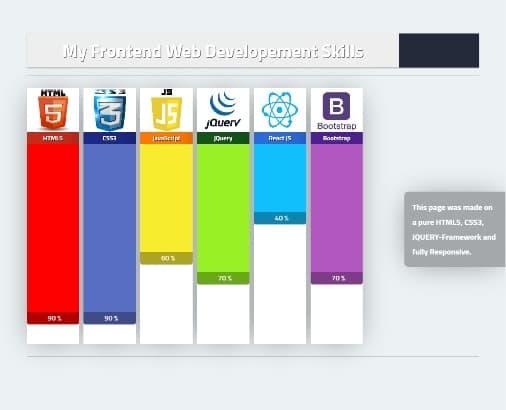 My Frontend Web Developement Skills
HTML
5
3
JS
JS
jQuery
B
Bootstrap
HTML5
CSS3
JavaScript
JQuery
React JS
Bootstrap
90 %
90 %
60 %
70 %
40 %
70 %
This page was made on
a pure HTML5, CSS3,
JQUERY-Framework and
fully Responsive.